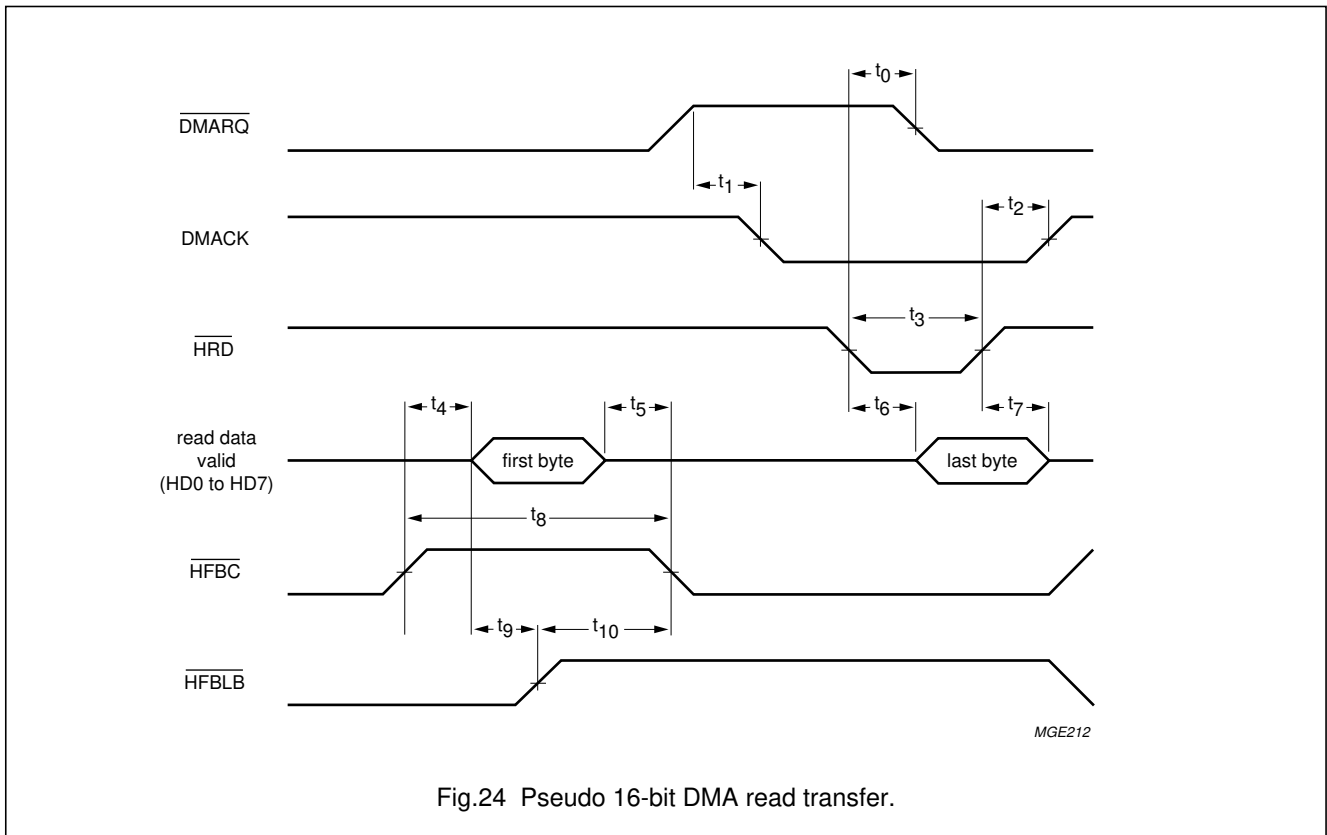 t0
DMARQ
t1
t2
DMACK
t3
HRD
t4
t5
t6
t7
read data
valid
(HD0 to HD7)
first byte
last byte
t8
HFBC
t9
t10
HFBLB
MGE212
Fig.24 Pseudo 16-bit DMA read transfer.